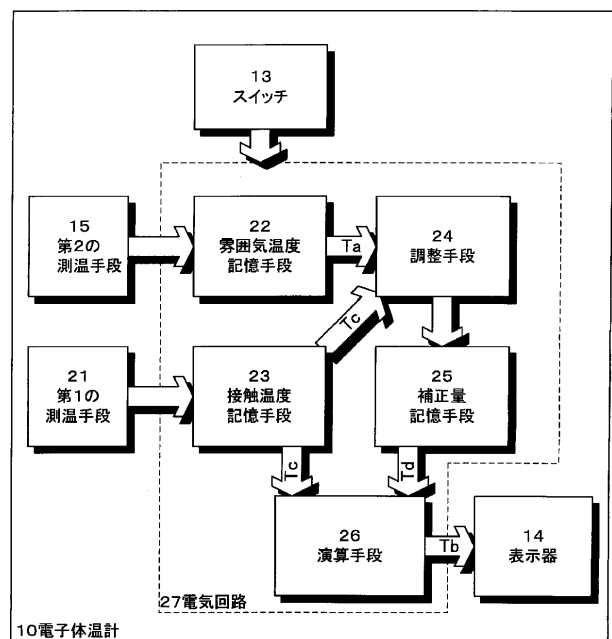 13
スイッチ
15
第2の
測温手段
22
雰囲気温度
記憶手段
Ta
24
調整手段
Tc
21
第1の
測温手段
23
接触温度
記憶手段
25
補正量
記憶手段
Tc
Td
26
演算手段
Tb
14
表示器
27電気回路
10電子体温計